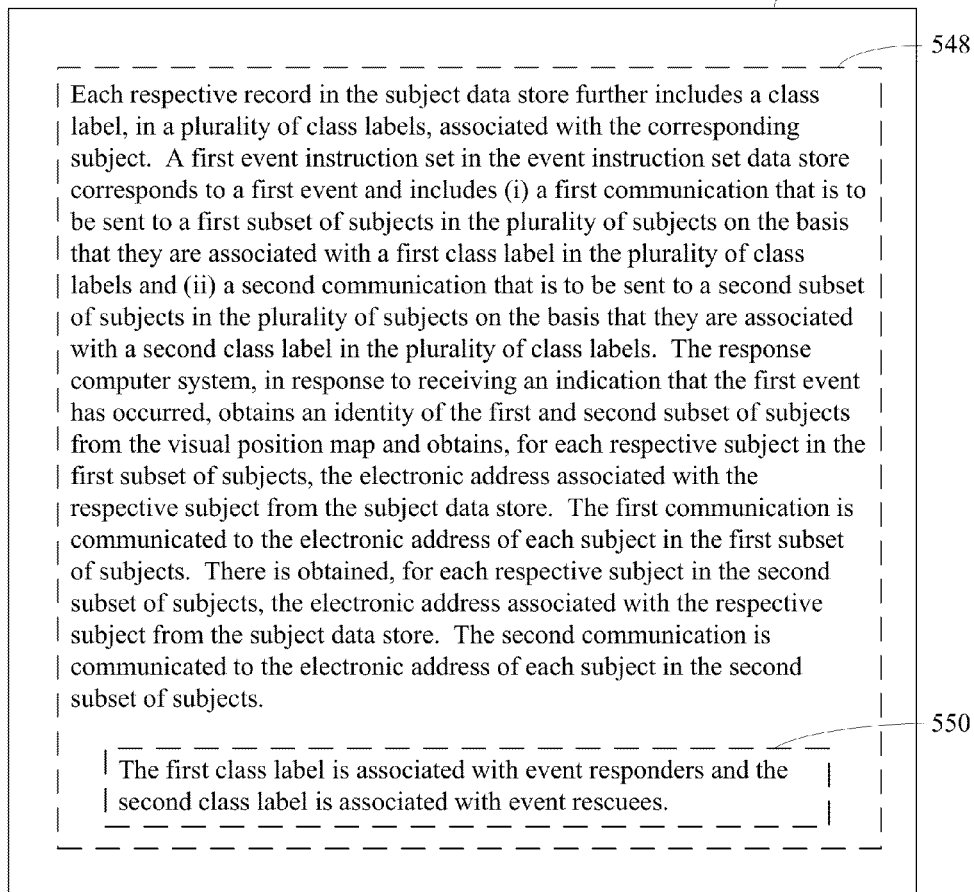 548
Each respective record in the subject data store further includes a class
label, in a plurality of class labels, associated with the corresponding
subject.  A first event instruction set in the event instruction set data store
corresponds to a first event and includes (i) a first communication that is to
be sent to a first subset of subjects in the plurality of subjects on the basis
that they are associated with a first class label in the plurality of class
labels and (ii) a second communication that is to be sent to a second subset
of subjects in the plurality of subjects on the basis that they are associated
with a second class label in the plurality of class labels.  The response
computer system, in response to receiving an indication that the first event
has occurred, obtains an identity of the first and second subset of subjects
from the visual position map and obtains, for each respective subject in the
first subset of subjects, the electronic address associated with the
respective subject from the subject data store.  The first communication is
communicated to the electronic address of each subject in the first subset
of subjects.  There is obtained, for each respective subject in the second
subset of subjects, the electronic address associated with the respective
subject from the subject data store.  The second communication is
communicated to the electronic address of each subject in the second
subset of subjects.
550
The first class label is associated with event responders and the
second class label is associated with event rescuees.